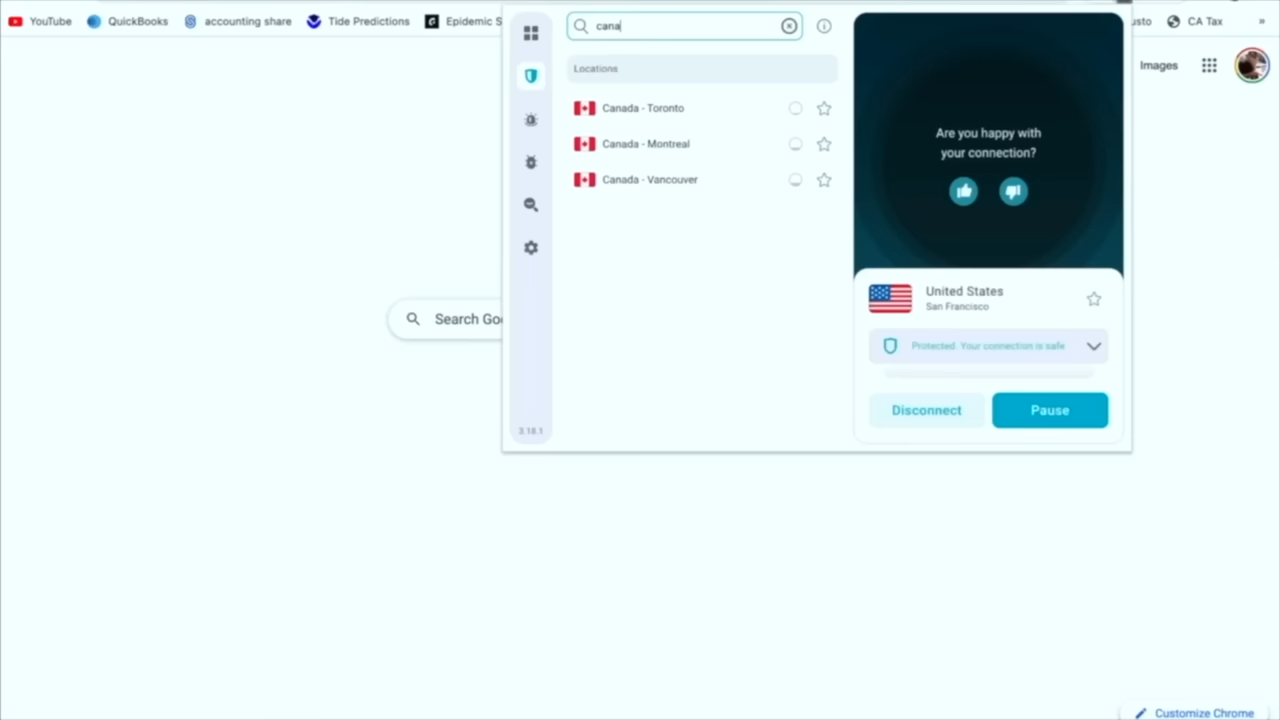 YouTube
QuickBooks
accounting share
Tide Predictions
Epidemic S
cana
usto
CA Tax
»
Images
Locations
Canada - Toronto
Canada - Montreal
Canada - Vancouver
Are you happy with
your connection?
United States
San Francisco
Protected. Your connection is safe
Disconnect
Pause
3.18.1
Search Goo
Customize Chrome